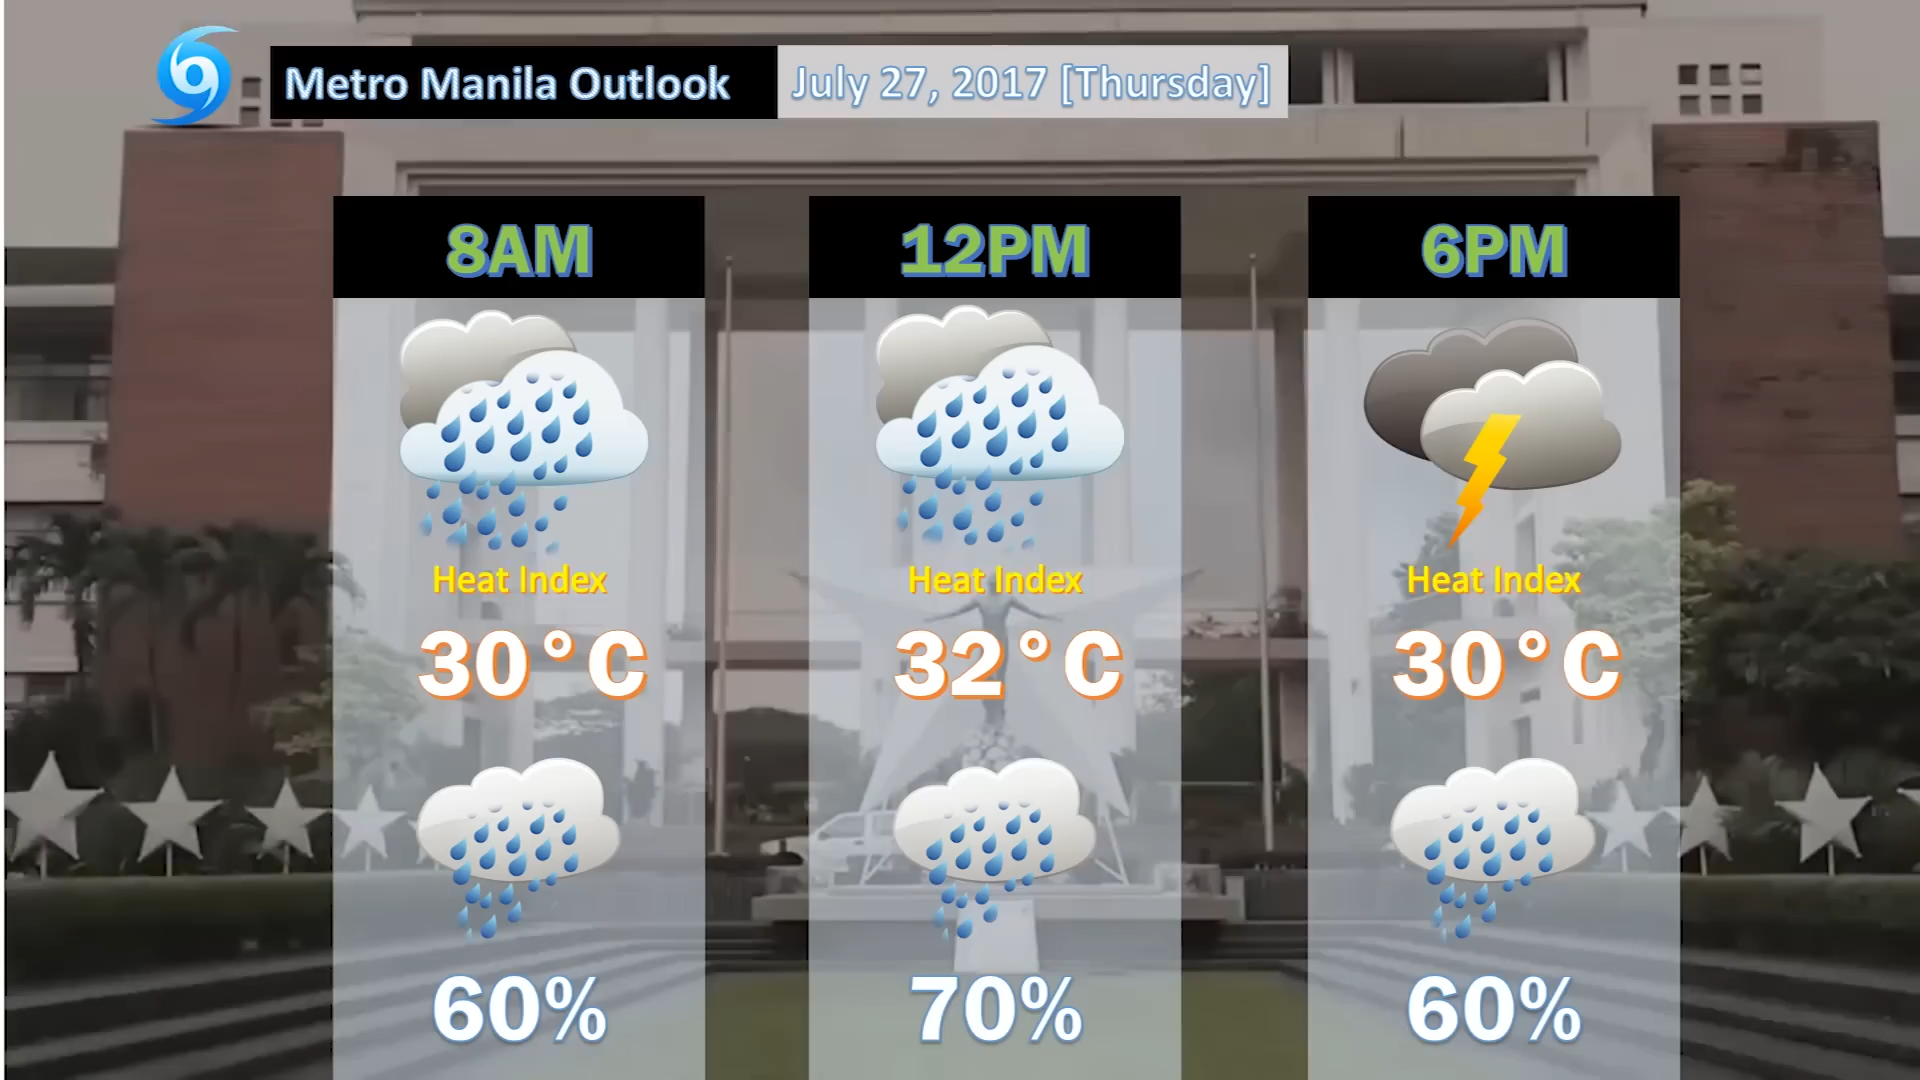 Metro Manila Outlook
July 27, 2017 [Thursday]
8AM
12PM
6PM
Heat Index
Heat Index
Heat Index
30°C
32°C
30°C
60%
70%
60%